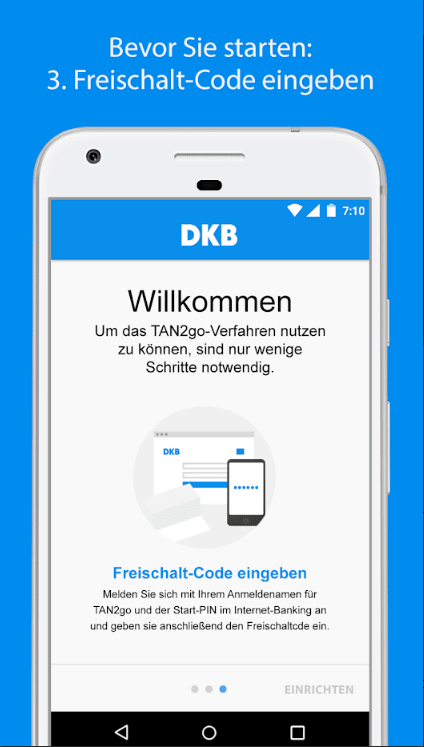 Bevor Sie starten:
3. Freischalt-Code eingeben
7:10
DKB
Willkommen
Um das TAN2go-Verfahren nutzen
zu können, sind nur wenige
Schritte notwendig.
DKB
Freischalt-Code eingeben
Melden Sie sich mit Ihrem Anmeldenamen für
TAN2go und der Start-PIN im Internet-Banking an
und geben sie anschließend den Freischaltcde ein.
EINRICHTEN